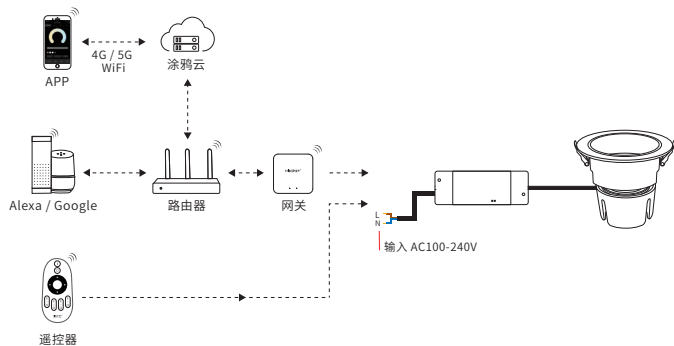 4G / 5G
WiFi
APP
涂鸦云
Alexa / Google
路由器
网关
L
N
输入 AC100-240V
遥控器